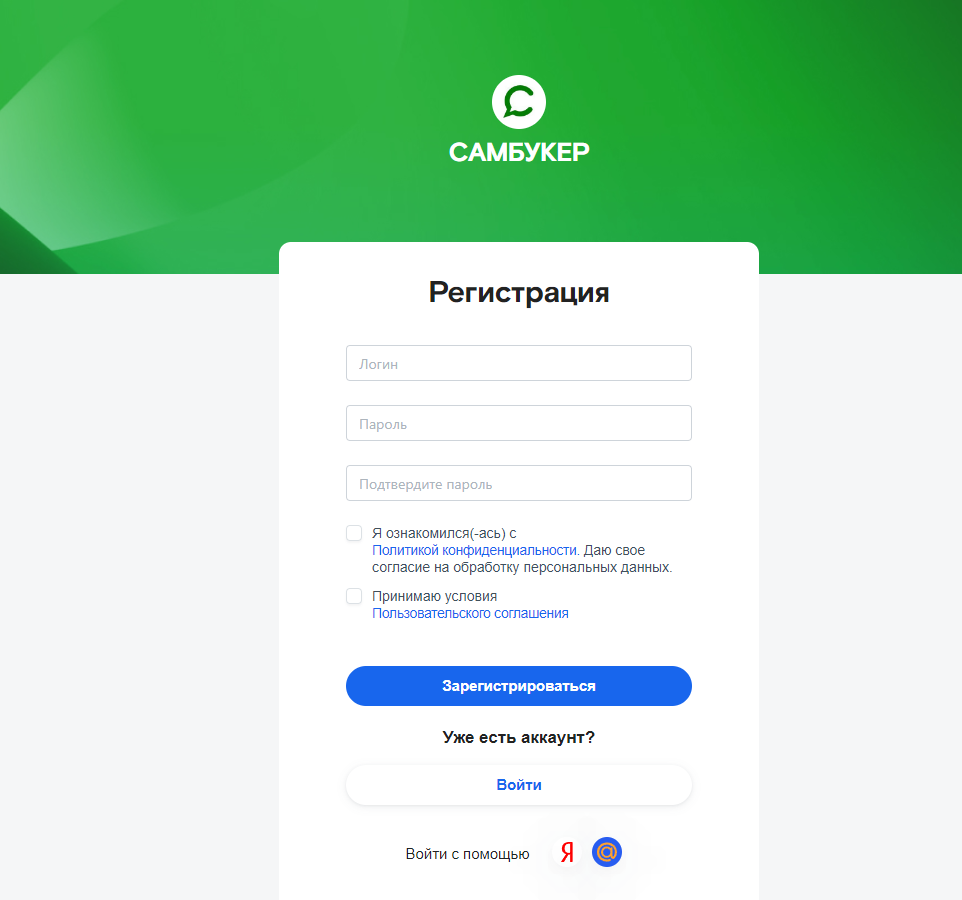 САМБУКЕР
Регистрация
Логин
Пароль
Подтвердите пароль
Я ознакомился(-ась) с
Политикой конфиденциальности. Даю свое
согласие на обработку персональных данных.
Принимаю условия
Пользовательского соглашения
Зарегистрироваться
Уже есть аккаунт?
Войти
Войти с помощью Я @